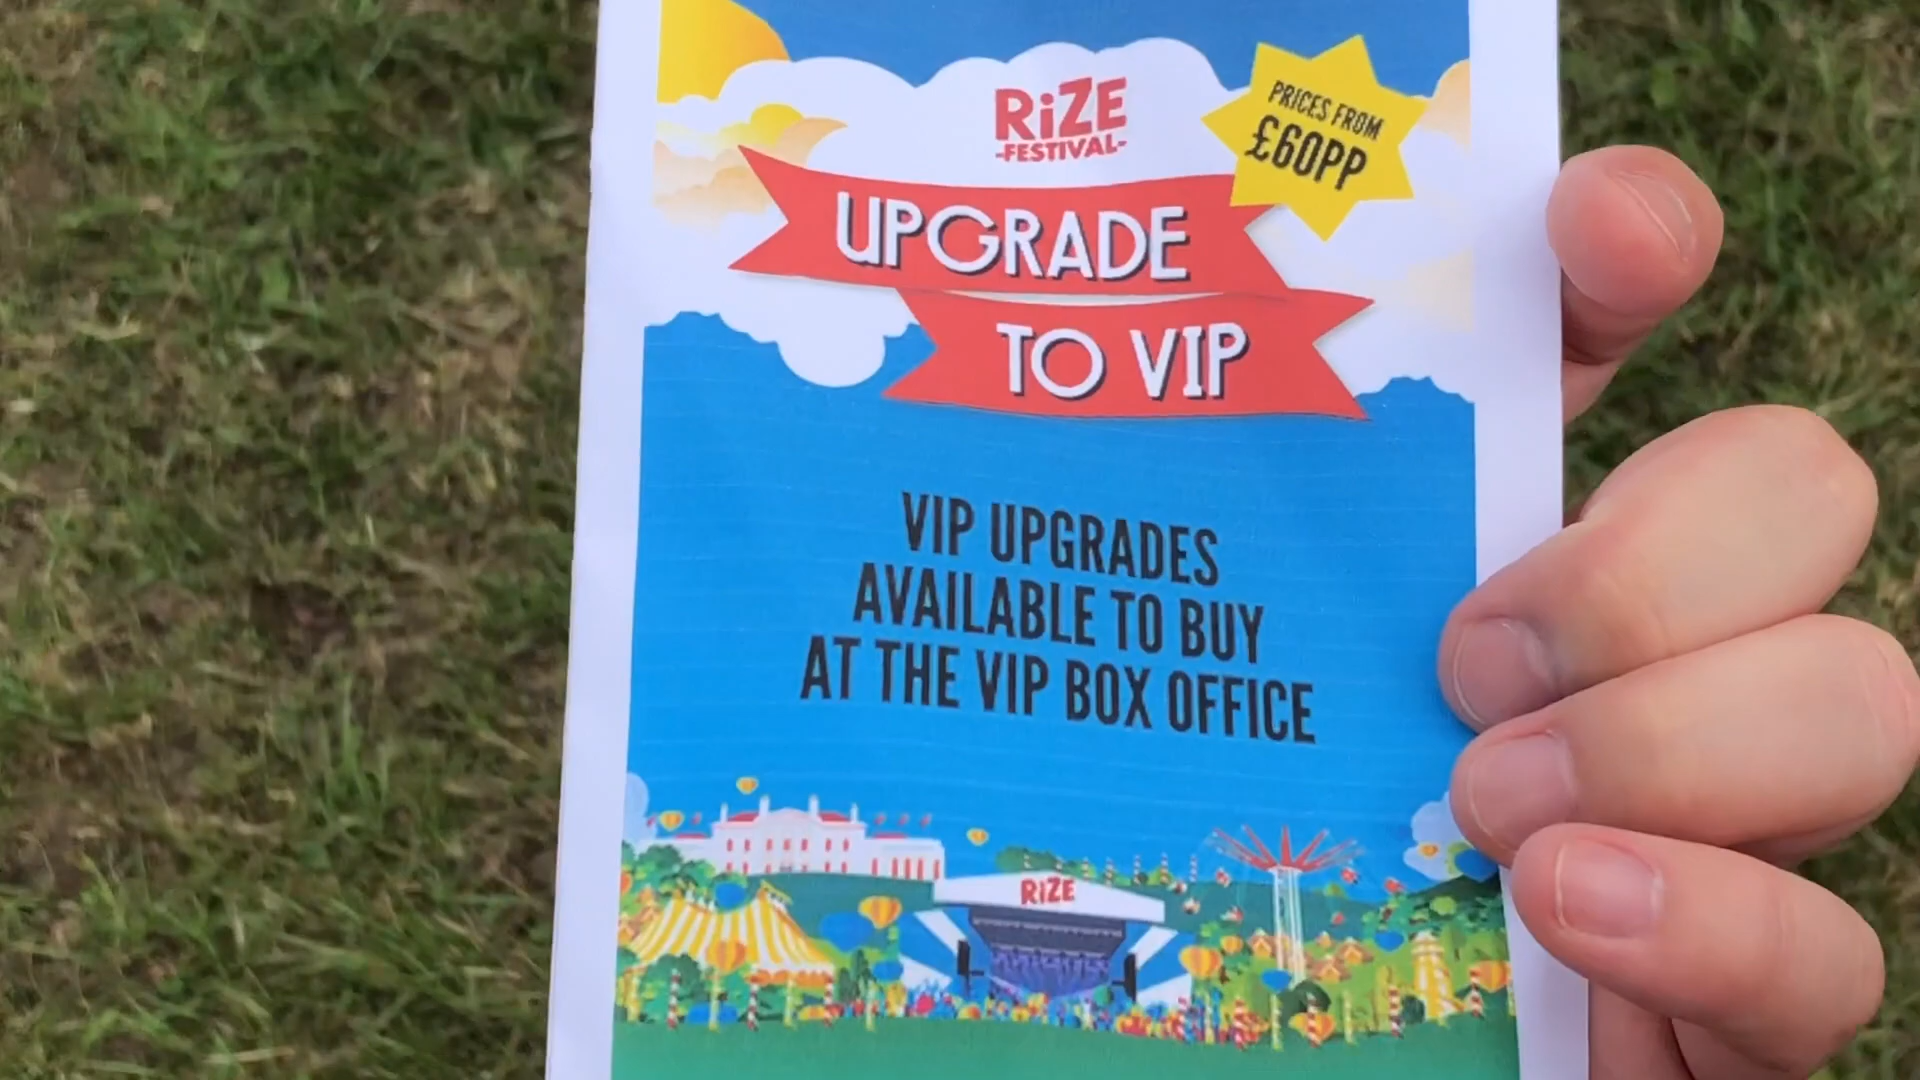 RiZE
-FESTIVAL-
PRICES FROM
£60PP
UPGRADE
TO VIP
VIP UPGRADES
AVAILABLE TO BUY
AT THE VIP BOX OFFICE
RiZE